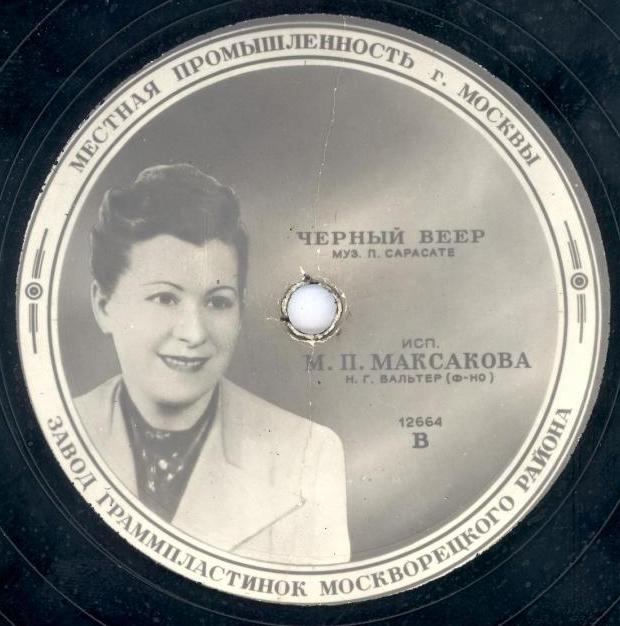 МЕСТНАЯ ПРОМЫШЛЕННОСТЬ Г. МОСКВЫ
ЧЕРНЫЙ ВЕЕР
МУЗ. П. САРАСАТЕ
ИСП.
М. П. МАКСАКОВА
Н. Г. ВАЛЬТЕР (Ф-НО)
12664
В
ЗАВОД ГРАММПЛАСТИНОК МОСКВОРЕЦКОГО РАЙОНА